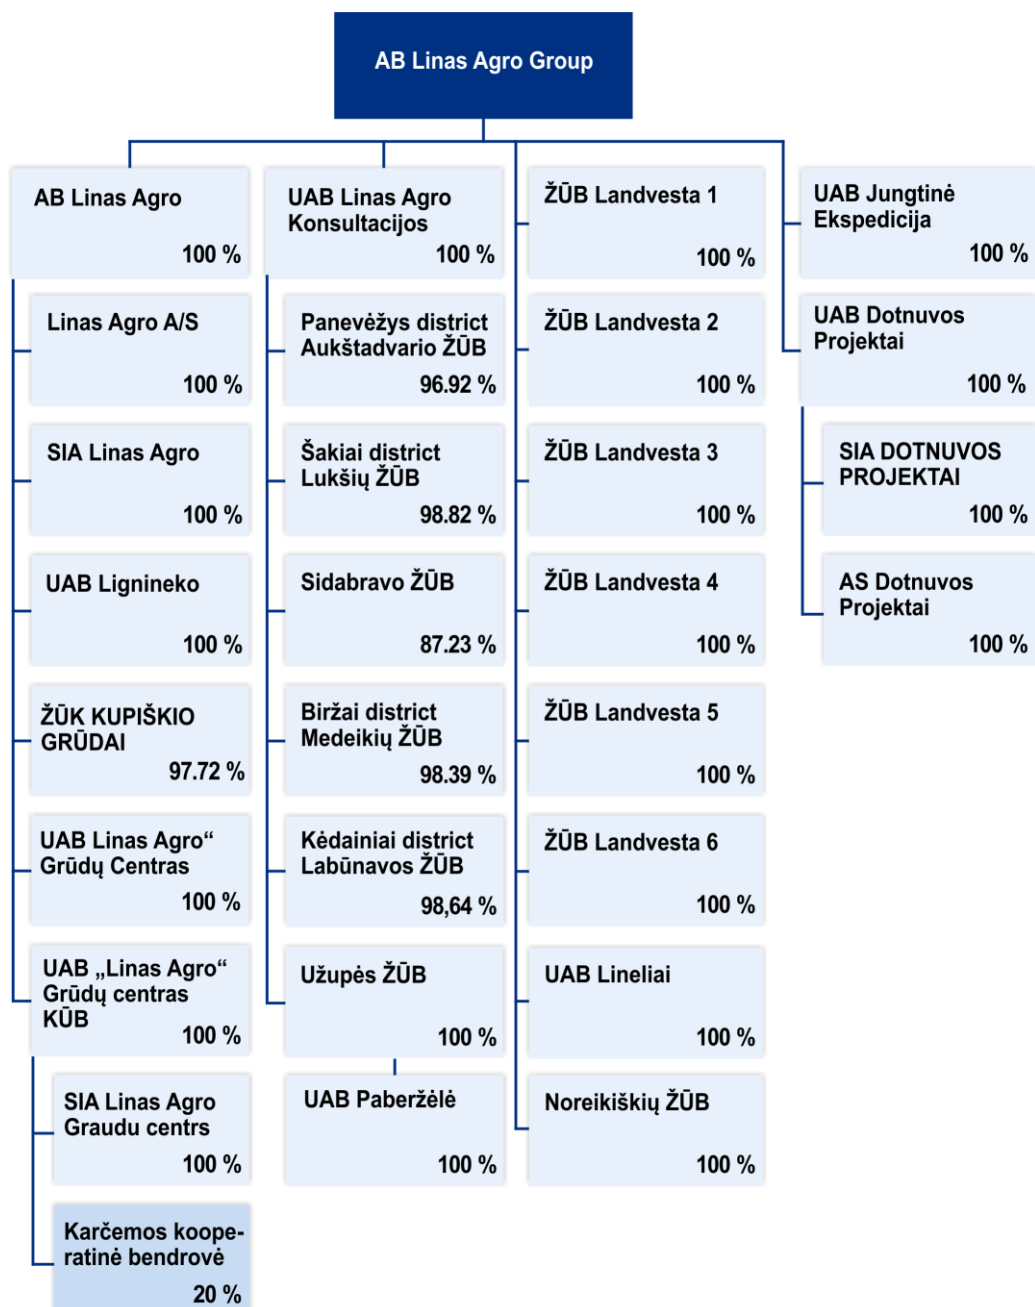 AB Linas Agro Group
AB Linas Agro
100 %
Linas Agro A/S
100 %
SIA Linas Agro
100 %
UAB Lignineko
100 %
ŽŪK KUPIŠKIO
GRŪDAI
97.72 %
UAB Linas Agro“
Grūdų Centras
100 %
UAB „Linas Agro“
Grūdų centras
KŪB
100 %
SIA Linas Agro
Graudu centrs
100 %
Karčemos koope-
ratinė bendrovė
20 %
UAB Linas Agro
Konsultacijos
100 %
Panevėžys district
Aukštadvario ŽŪB
96.92 %
Šakiai district
Lukšių ŽŪB
98.82 %
Sidabravo ŽŪB
87.23 %
Biržai district
Medeikių ŽŪB
98.39 %
Kėdainiai district
Labūnavos ŽŪB
98,64 %
Užupės ŽŪB
100 %
UAB Paberžėlė
100 %
ŽŪB Landvesta 1
100 %
ŽŪB Landvesta 2
100 %
ŽŪB Landvesta 3
100 %
ŽŪB Landvesta 4
100 %
ŽŪB Landvesta 5
100 %
ŽŪB Landvesta 6
100 %
UAB Lineliai
100 %
Noreikiškių ŽŪB
100 %
UAB Jungtinė
Ekspedicija
100 %
UAB Dotnuvos
Projektai
100 %
SIA DOTNUVOS
PROJEKTAI
100 %
AS Dotnuvos
Projektai
100 %